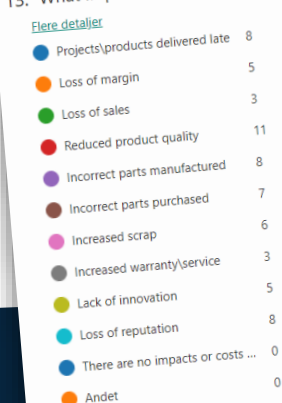 Flere detaljer
Projects\products delivered late 8
Loss of margin 5
Loss of sales 3
Reduced product quality 11
Incorrect parts manufactured 8
Incorrect parts purchased 7
Increased scrap 6
Increased warranty\service 3
Lack of innovation 5
Loss of reputation 8
There are no impacts or costs ... 0
Andet 0